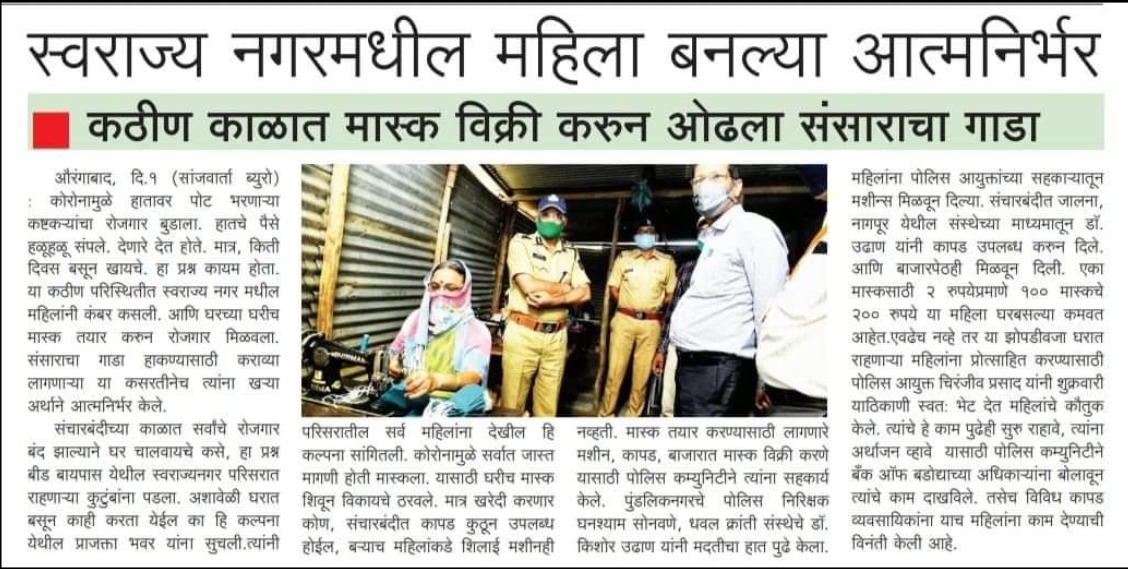 स्वराज्य नगरमधील महिला बनल्या आत्मनिर्भर
कठीण काळात मास्क विक्री करुन ओढला संसाराचा गाडा
औरंगाबाद, दि.१ (सांजवार्ता ब्युरो)
: कोरोनामुळे हातावर पोट भरणाऱ्या
कष्टकऱ्यांचा रोजगार बुडाला. हातचे पैसे
हळूहळू संपले. देणारे देत होते. मात्र, किती
दिवस बसून खायचे. हा प्रश्न कायम होता.
या कठीण परिस्थितीत स्वराज्य नगर मधील
महिलांनी कंबर कसली. आणि घरच्या घरीच
मास्क तयार करुन रोजगार मिळवला.
संसाराचा गाडा हाकण्यासाठी कराव्या
लागणाऱ्या या कसरतीनेच त्यांना खऱ्या
अर्थाने आत्मनिर्भर केले.
संचारबंदीच्या काळात सर्वांचे रोजगार
बंद झाल्याने घर चालवायचे कसे, हा प्रश्न
बीड बायपास येथील स्वराज्यनगर परिसरात
राहणाऱ्या कुटुंबांना पडला. अशावेळी घरात
बसून काही करता येईल का हि कल्पना
येथील प्राजक्ता भवर यांना सुचली.त्यांनी
परिसरातील सर्व महिलांना देखील हि
कल्पना सांगितली. कोरोनामुळे सर्वात जास्त
मागणी होती मास्कला. यासाठी घरीच मास्क
शिवून विकायचे ठरवले. मात्र खरेदी करणार
कोण, संचारबंदीत कापड कुठून उपलब्ध
होईल, बऱ्याच महिलांकडे शिलाई मशीनही
नव्हती. मास्क तयार करण्यासाठी लागणारे
मशीन, कापड, बाजारात मास्क विक्री करणे
यासाठी पोलिस कम्युनिटीने त्यांना सहकार्य
केले. पुंडलिकनगरचे पोलिस निरिक्षक
घनश्याम सोनवणे, धवल क्रांती संस्थेचे डॉ.
किशोर उढाण यांनी मदतीचा हात पुढे केला.
महिलांना पोलिस आयुक्तांच्या सहकाऱ्यातून
मशीन्स मिळवून दिल्या. संचारबंदीत जालना,
नागपूर येथील संस्थेच्या माध्यमातून डॉ.
उढाण यांनी कापड उपलब्ध करुन दिले.
आणि बाजारपेठही मिळवून दिली. एका
मास्कसाठी २ रुपयेप्रमाणे १०० मास्कचे
२०० रुपये या महिला घरबसल्या कमवत
आहेत.एवढेच नव्हे तर या झोपडीवजा घरात
राहणाऱ्या महिलांना प्रोत्साहित करण्यासाठी
पोलिस आयुक्त चिरंजीव प्रसाद यांनी शुक्रवारी
याठिकाणी स्वत: भेट देत महिलांचे कौतुक
केले. त्यांचे हे काम पुढेही सुरु राहावे, त्यांना
अर्थाजन व्हावे यासाठी पोलिस कम्युनिटीने
बँक ऑफ बडोद्याच्या अधिकाऱ्यांना बोलावून
त्यांचे काम दाखविले. तसेच विविध कापड
व्यवसायिकांना याच महिलांना काम देण्याची
विनंती केली आहे.